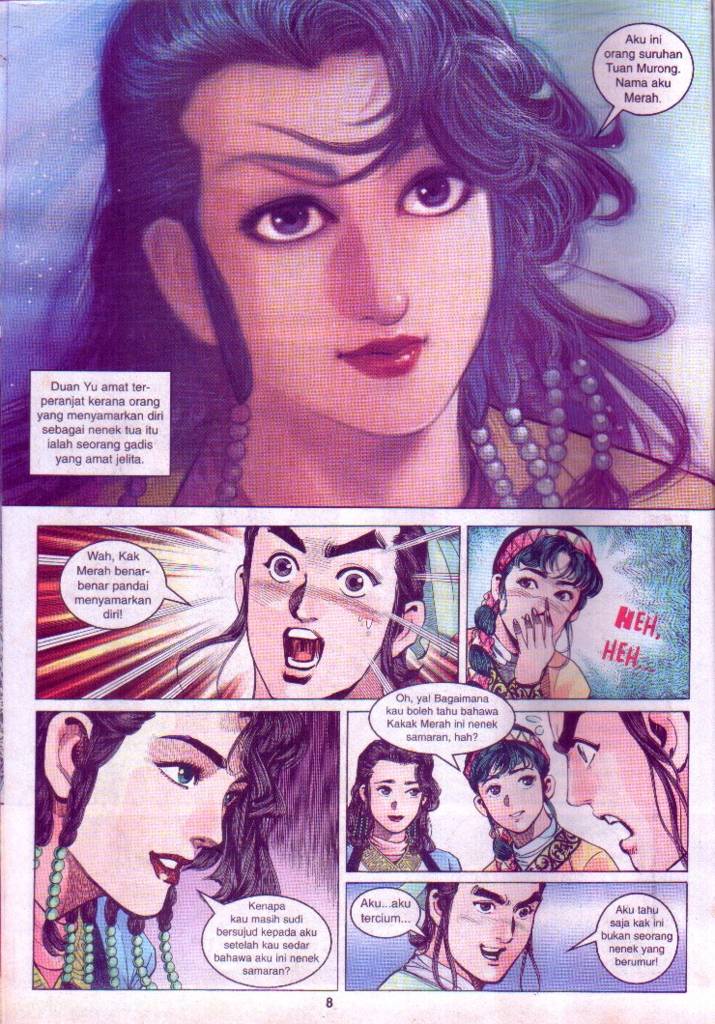 Aku ini
orang suruhan
Tuan Murong.
Nama aku
Merah.
Duan Yu amat ter-
peranjat kerana orang
yang menyamarkan diri
sebagai nenek tua itu
ialah seorang gadis
yang amat jelita.
Wah, Kak
Merah benar-
benar pandai
menyamarkan
diri!
HEH,
HEH...
Oh, ya! Bagaimana
kau boleh tahu bahawa
Kakak Merah ini nenek
samaran, hah?
Kenapa
kau masih sudi
bersujud kepada aku
setelah kau sedar
bahawa aku ini nenek
samaran?
Aku...aku
tercium...
Aku tahu
saja kak ini
bukan seorang
nenek yang
berumur!
8